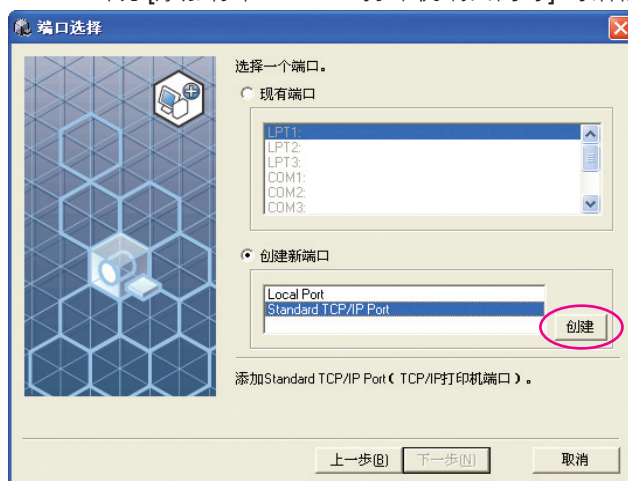 端口选择
选择一个端口。
现有端口
LPT1:
LPT2:
LPT3:
COM1:
COM2:
COM3:
创建新端口
Local Port
Standard TCP/IP Port
创建
添加Standard TCP/IP Port（TCP/IP打印机端口）。
上一步(B) 下一步(N) 取消